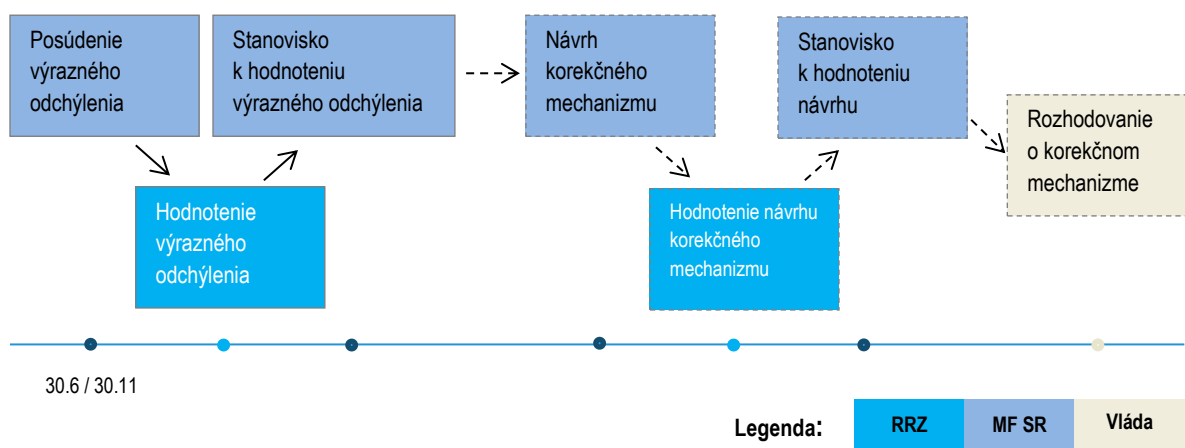 Posúdenie
výrazného
odchýlenia
Stanovisko
k hodnoteniu
výrazného odchýlenia
Návrh
korekčného
mechanizmu
Stanovisko
k hodnoteniu
návrhu
Rozhodovanie
o korekčnom
mechanizme
Hodnotenie
výrazného
odchýlenia
Hodnotenie návrhu
korekčného
mechanizmu
30.6 / 30.11
Legenda:
RRZ
MF SR
Vláda